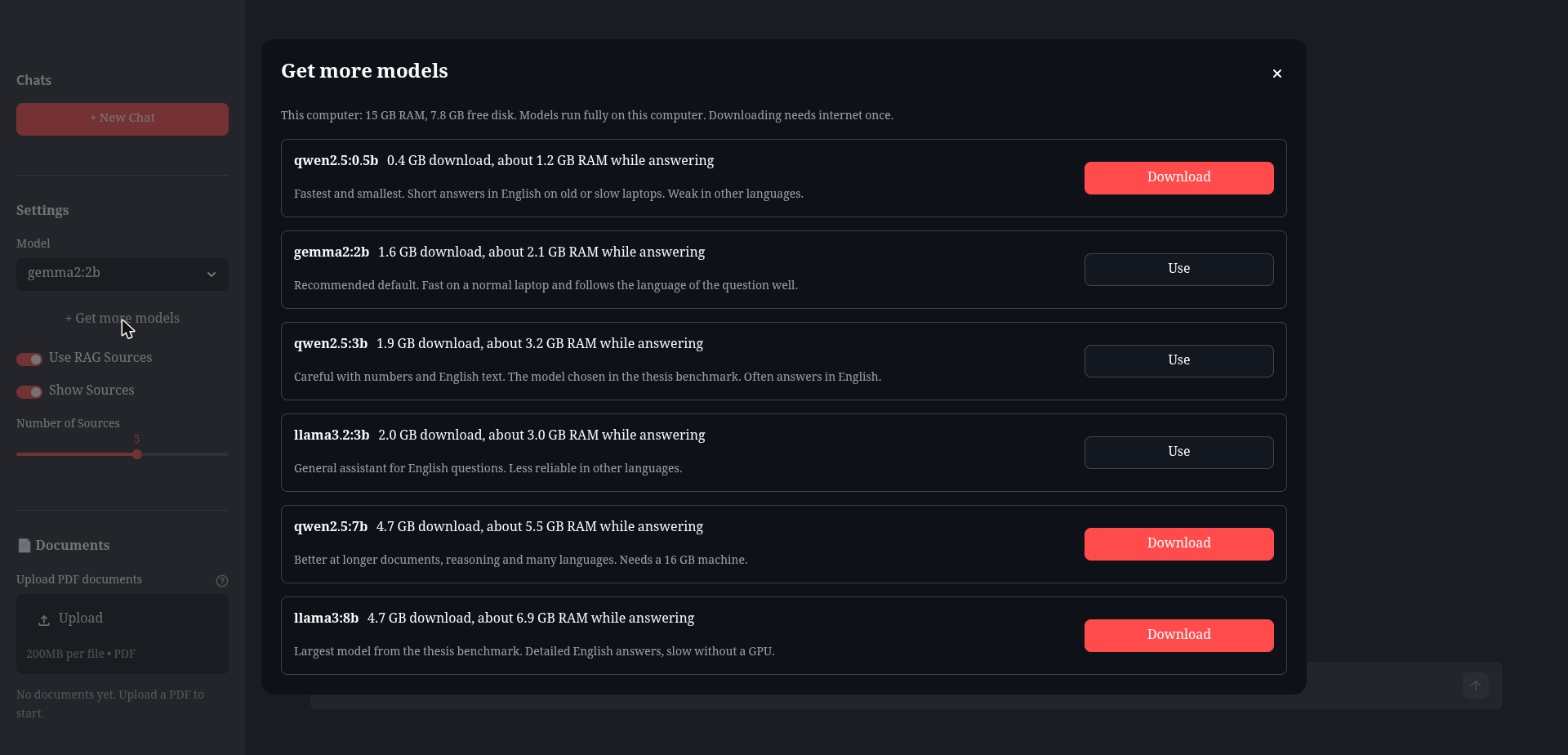 Chats
+ New Chat
Settings
Model
gemma2:2b
+ Get more models
Use RAG Sources
Show Sources
Number of Sources
5
📄 Documents
Upload PDF documents
Upload
200MB per file • PDF
No documents yet. Upload a PDF to
start.
Get more models
This computer: 15 GB RAM, 7.8 GB free disk. Models run fully on this computer. Downloading needs internet once.
qwen2.5:0.5b 0.4 GB download, about 1.2 GB RAM while answering
Fastest and smallest. Short answers in English on old or slow laptops. Weak in other languages.
Download
gemma2:2b 1.6 GB download, about 2.1 GB RAM while answering
Recommended default. Fast on a normal laptop and follows the language of the question well.
Use
qwen2.5:3b 1.9 GB download, about 3.2 GB RAM while answering
Careful with numbers and English text. The model chosen in the thesis benchmark. Often answers in English.
Use
llama3.2:3b 2.0 GB download, about 3.0 GB RAM while answering
General assistant for English questions. Less reliable in other languages.
Use
qwen2.5:7b 4.7 GB download, about 5.5 GB RAM while answering
Better at longer documents, reasoning and many languages. Needs a 16 GB machine.
Download
llama3:8b 4.7 GB download, about 6.9 GB RAM while answering
Largest model from the thesis benchmark. Detailed English answers, slow without a GPU.
Download